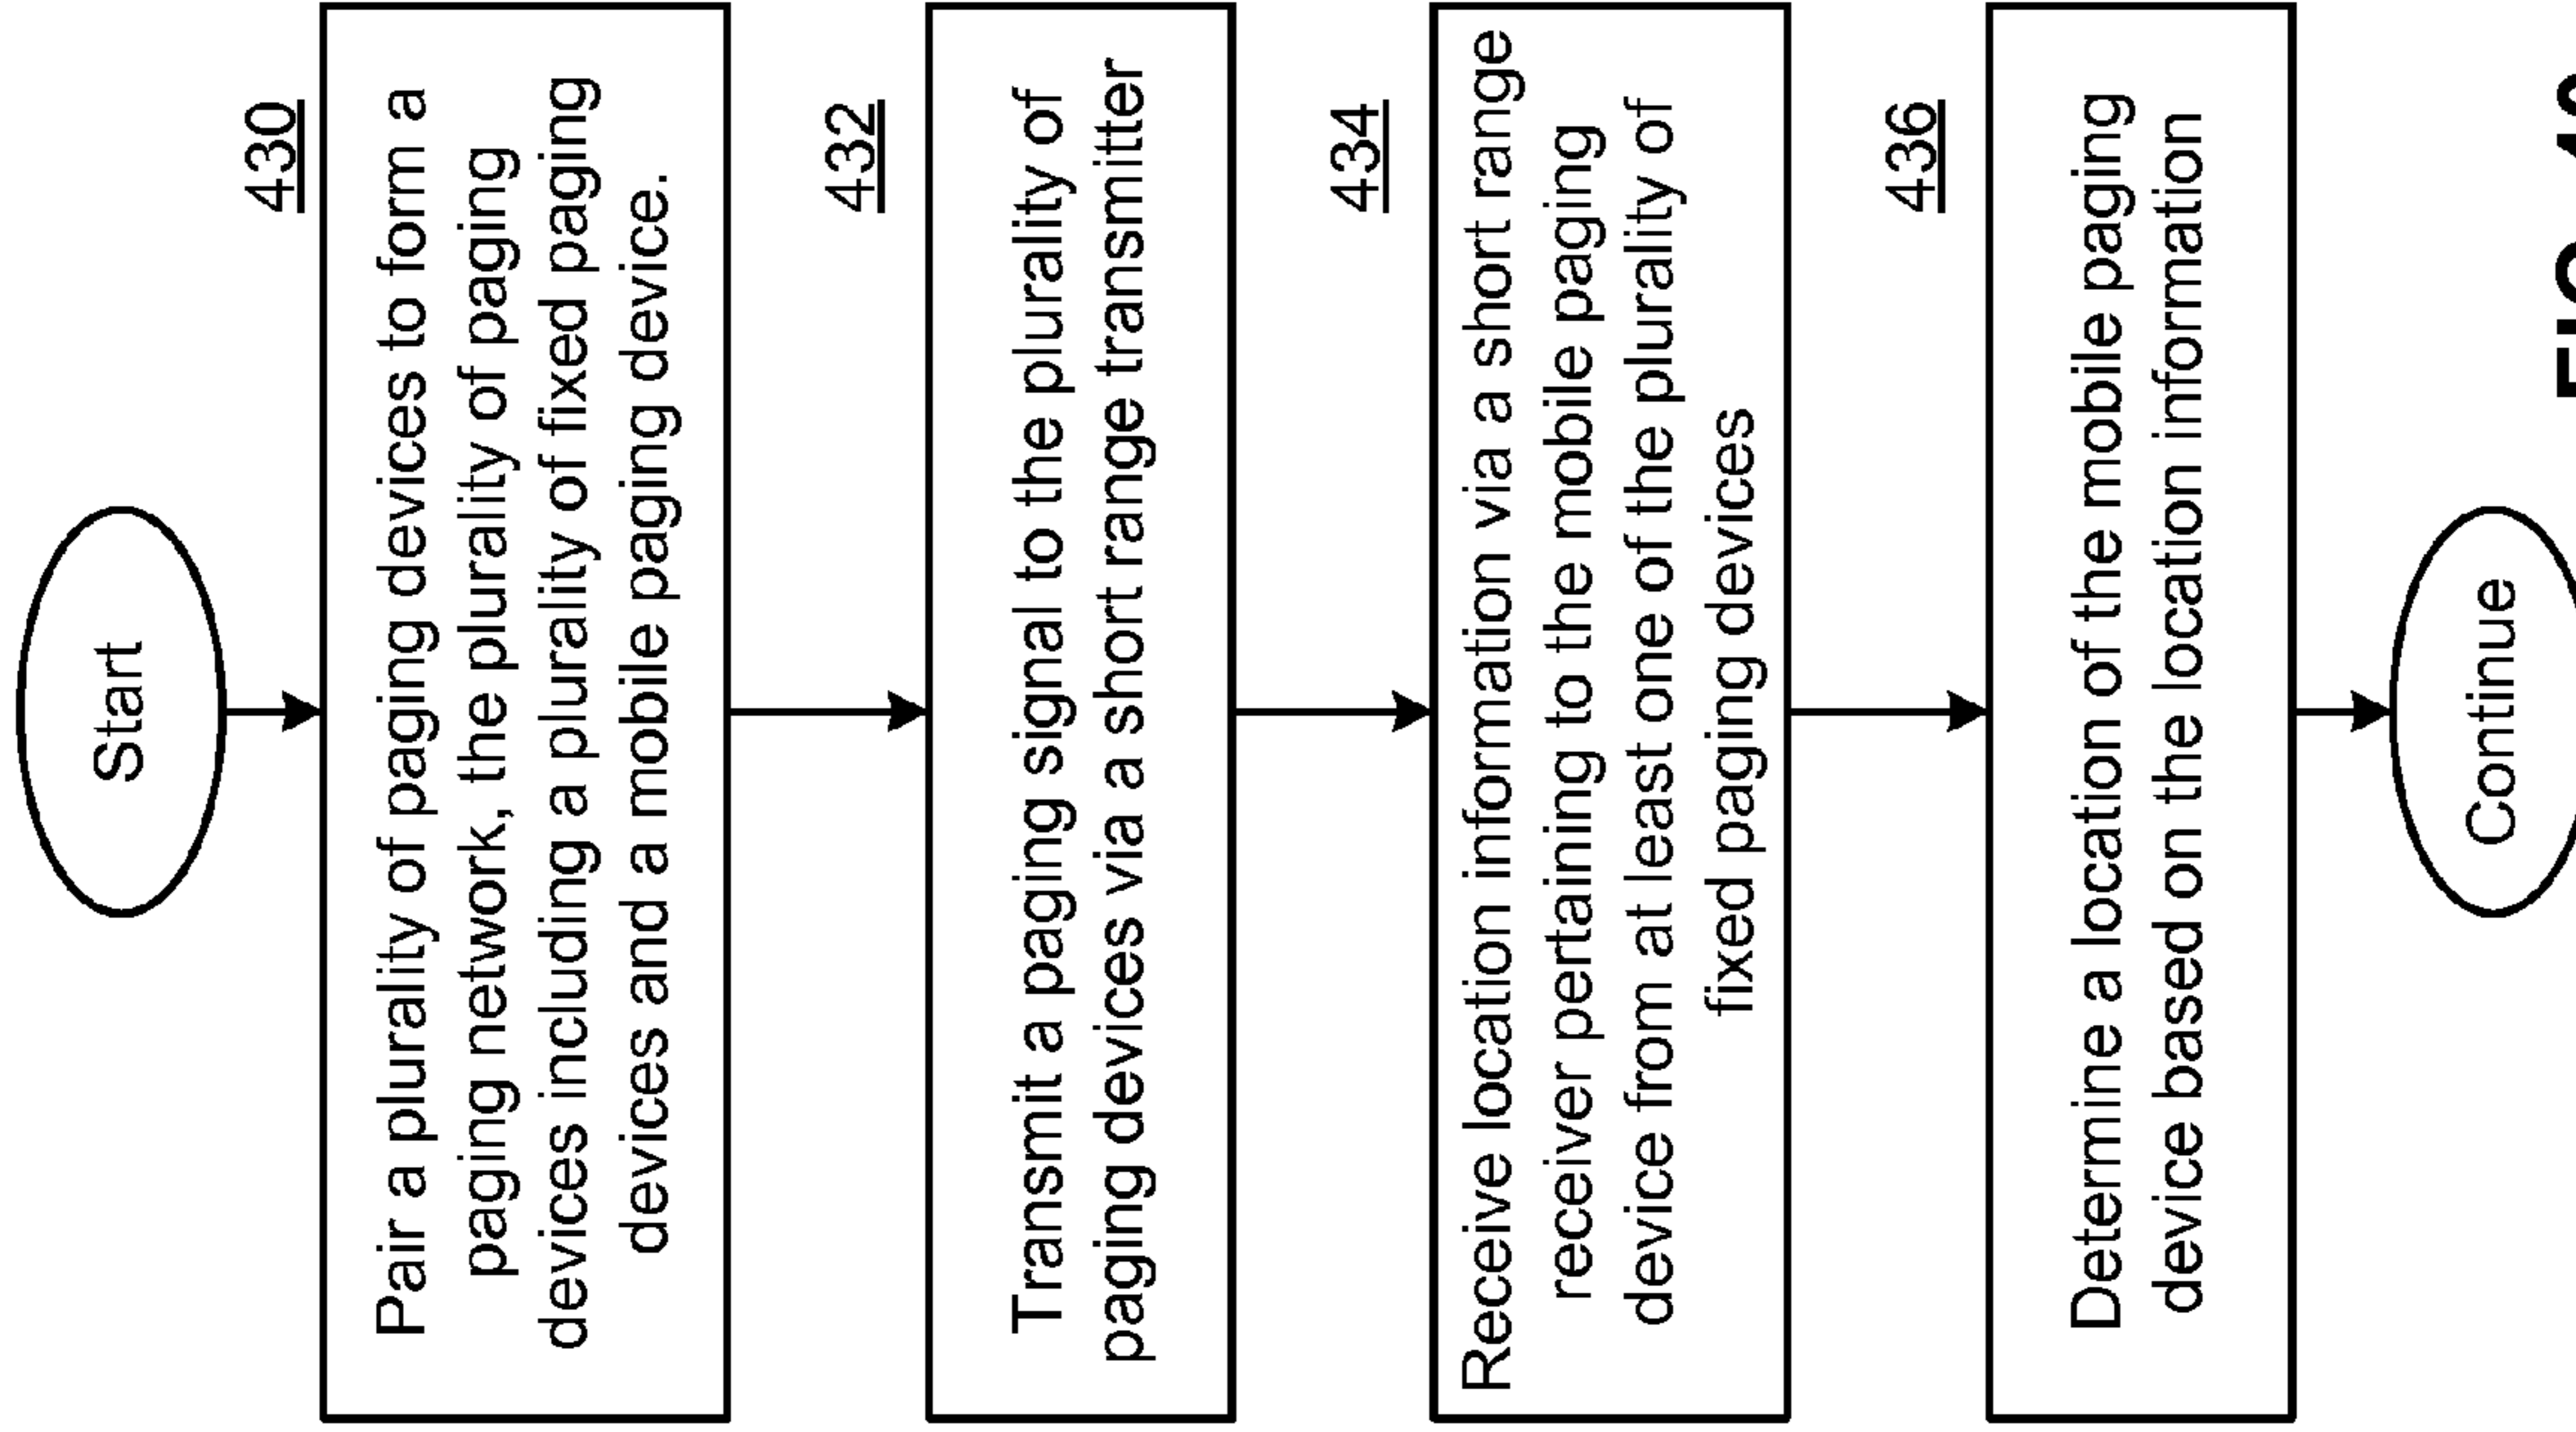 Start
430
Pair a plurality of paging devices to form a
paging network, the plurality of paging
devices including a plurality of fixed paging
devices and a mobile paging device.
432
Transmit a paging signal to the plurality of
paging devices via a short range transmitter
434
Receive location information via a short range
receiver pertaining to the mobile paging
device from at least one of the plurality of
fixed paging devices
436
Determine a location of the mobile paging
device based on the location information
Continue